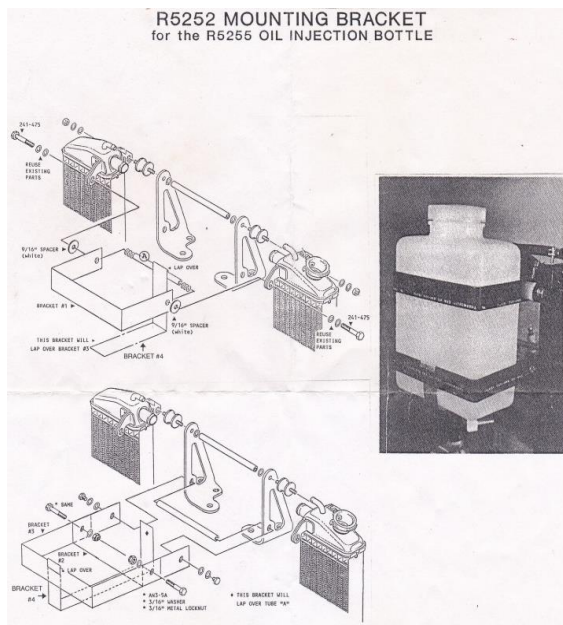 R5252 MOUNTING BRACKET
for the R5255 OIL INJECTION BOTTLE
241-475
REUSE
EXISTING
PARTS
9/16" SPACER
(white)
A
* LAP OVER
BRACKET #1
9/16" SPACER
(white)
THIS BRACKET WILL
LAP OVER BRACKET #3
BRACKET #4
241-475
REUSE
EXISTING
PARTS
* SAME
BRACKET
#3
BRACKET
#2
LAP OVER
BRACKET
#4
* AN3-5A
* 3/16" WASHER
* 3/16" METAL LOCKNUT
* THIS BRACKET WILL
LAP OVER TUBE "A"